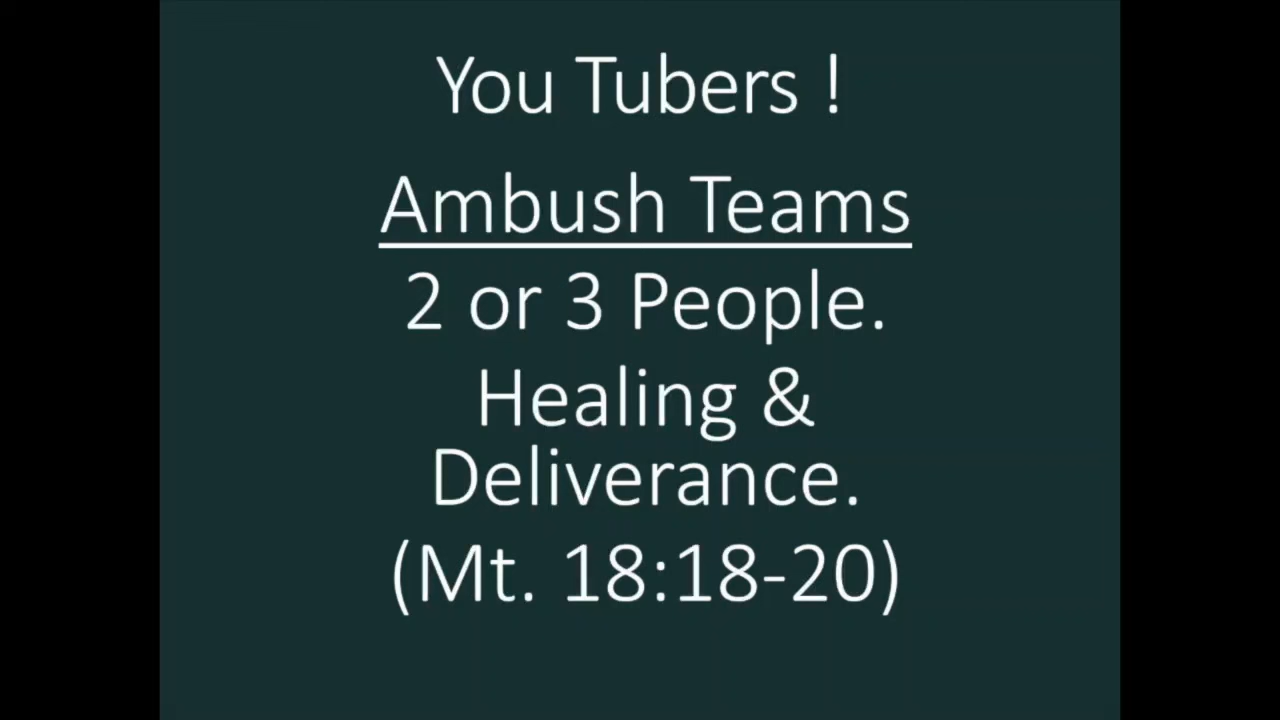 You Tubers !
Ambush Teams
2 or 3 People.
Healing &
Deliverance.
(Mt. 18:18-20)